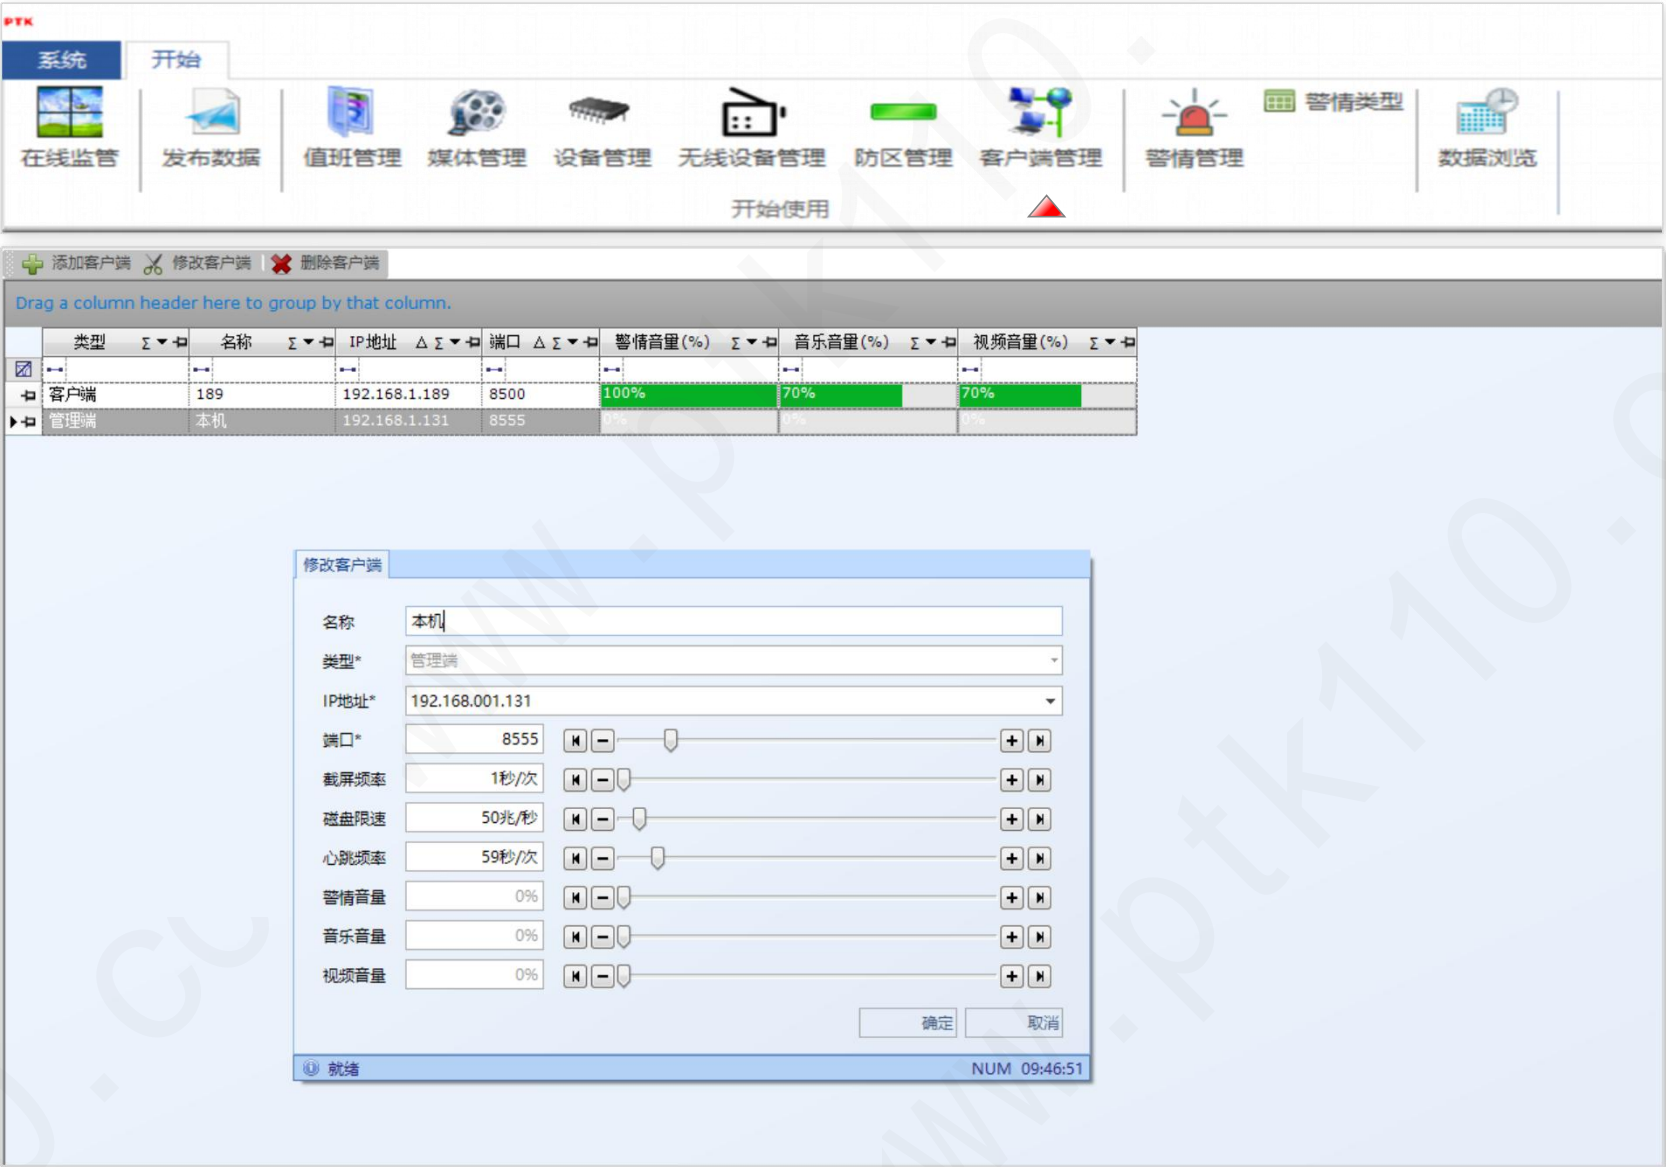 PTK
系统 开始
在线监管 发布数据 值班管理 媒体管理 设备管理 无线设备管理 防区管理 客户端管理 警情管理 警情类型 数据浏览
开始使用
添加客户端 修改客户端 删除客户端
Drag a column header here to group by that column.
类型 名称 IP地址 端口 警情音量(%) 音乐音量(%) 视频音量(%)
客户端 189 192.168.1.189 8500 100% 70% 70%
管理端 本机 192.168.1.131 8555 0% 0% 0%
修改客户端
名称 本机
类型* 管理端
IP地址* 192.168.001.131
端口* 8555
截屏频率 1秒/次
磁盘限速 50兆/秒
心跳频率 59秒/次
警情音量 0%
音乐音量 0%
视频音量 0%
确定 取消
就绪 NUM 09:46:51
www.ptk110.c
www.ptk110.c